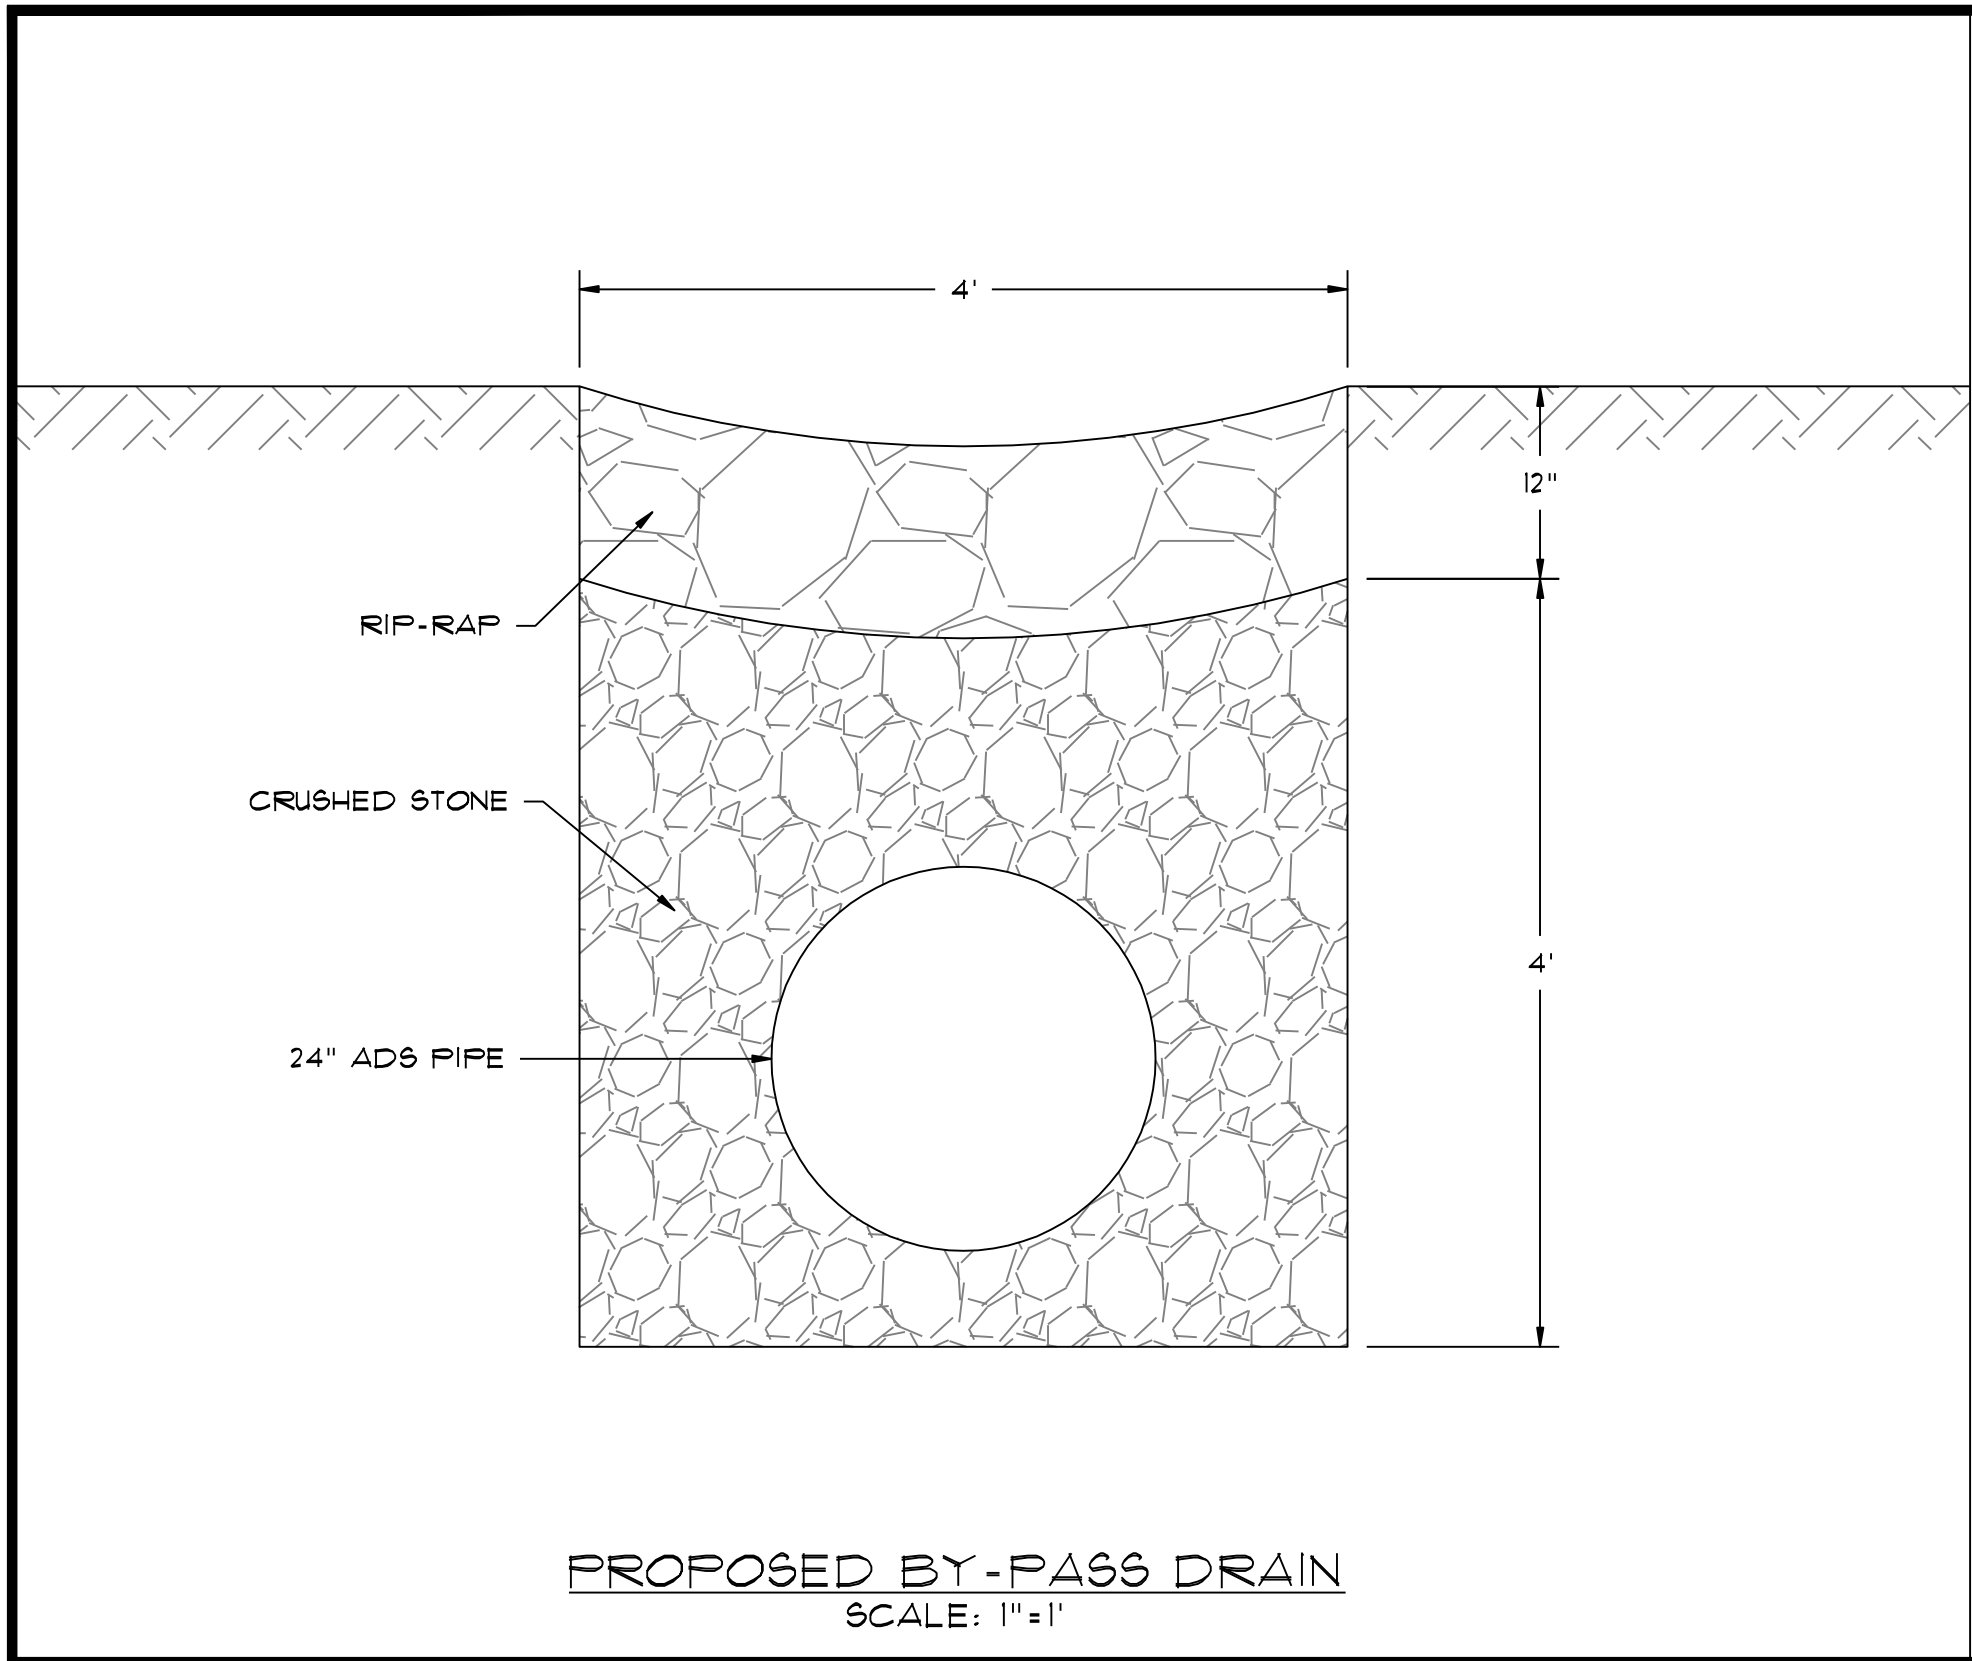 4'
12"
RIP-RAP
CRUSHED STONE
4'
24" ADS PIPE
PROPOSED BY-PASS DRAIN
SCALE: 1"=1'